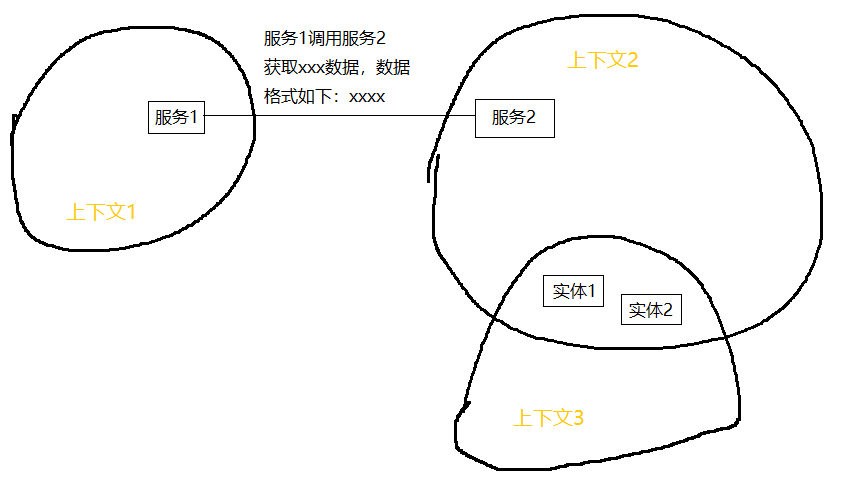 服务1调用服务2
获取xxx数据，数据
格式如下：xxxx
上下文2
服务1
服务2
上下文1
实体1
实体2
上下文3